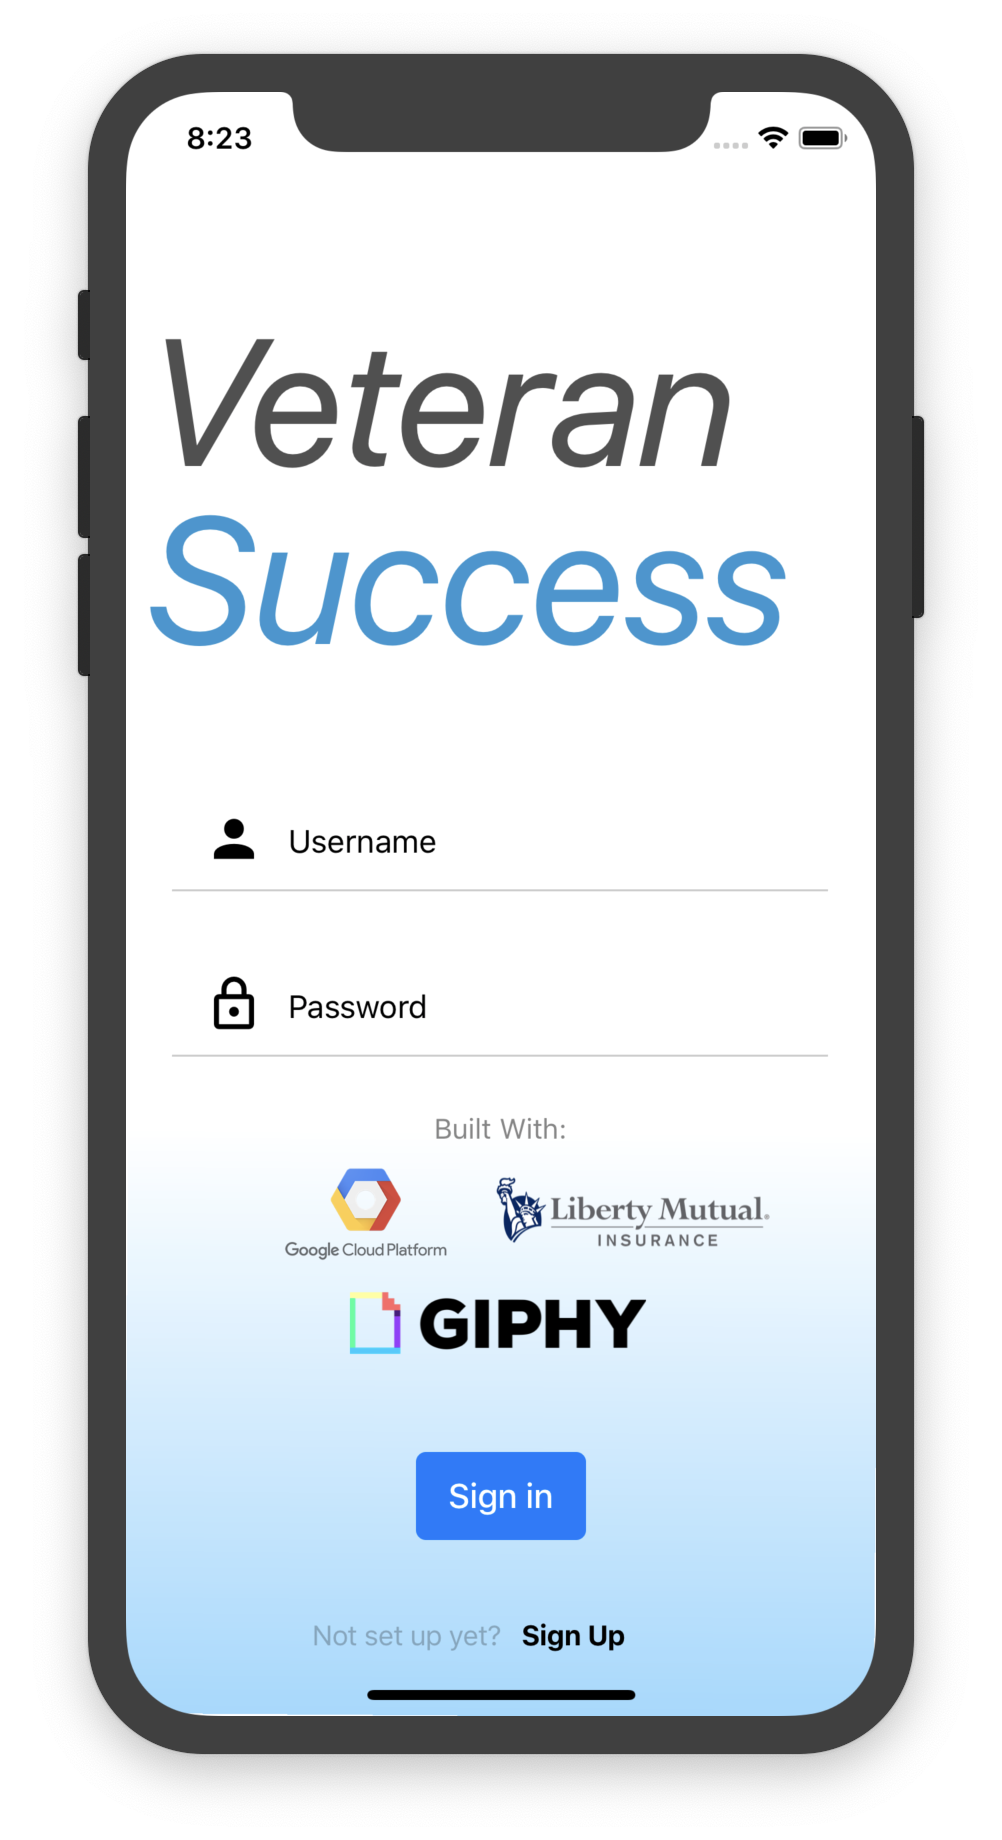 8:23
Veteran
Success
Username
Password
Built With:
Google Cloud Platform
Liberty Mutual®
INSURANCE
GIPHY
Sign in
Not set up yet? Sign Up